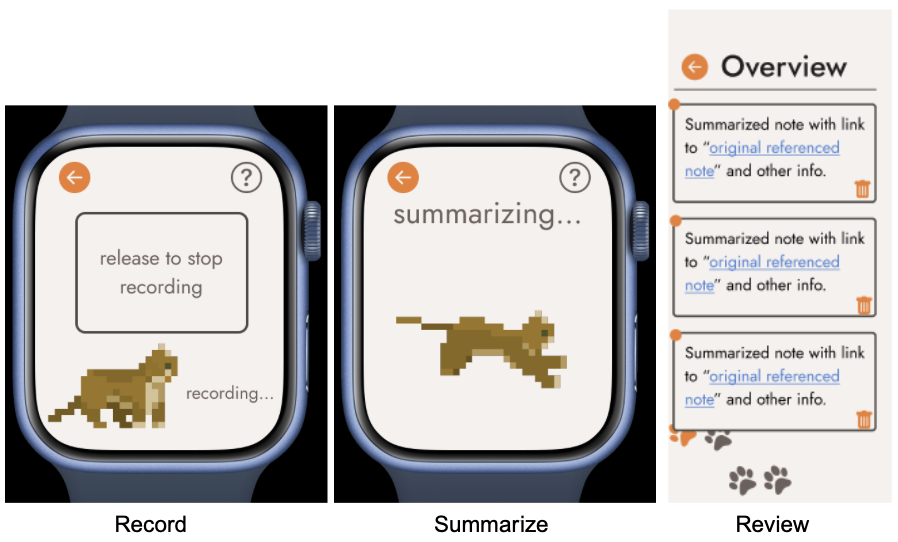 ?
release to stop
recording
recording...
Record
?
summarizing...
Summarize
Overview
Summarized note with link
to “original referenced
note” and other info.
Summarized note with link
to “original referenced
note” and other info.
Summarized note with link
to “original referenced
note” and other info.
Review